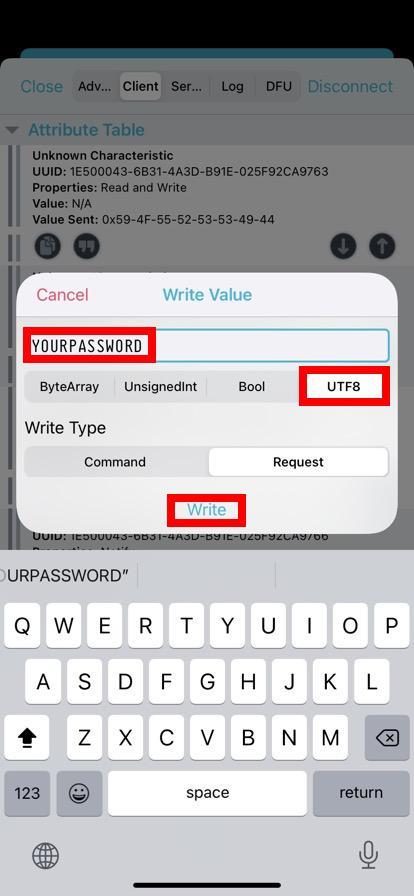 Close Adv... Client Ser... Log DFU Disconnect
Attribute Table
Unknown Characteristic
UUID: 1E500043-6B31-4A3D-B91E-025F92CA9763
Properties: Read and Write
Value: N/A
Value Sent: 0x59-4F-55-52-53-53-49-44
Cancel Write Value
YOURPASSWORD
ByteArray UnsignedInt Bool UTF8
Write Type
Command Request
Write
UUID: 1E500043-6B31-4A3D-B91E-025F92CA9766
OURPASSWORD”
Q W E R T Y U I O P
A S D F G H J K L
Z X C V B N M
123 space return